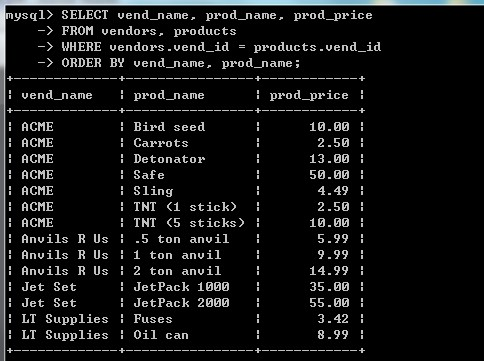 mysql> SELECT vend_name, prod_name, prod_price
    -> FROM vendors, products
    -> WHERE vendors.vend_id = products.vend_id
    -> ORDER BY vend_name, prod_name;
+-------------+----------------+------------+
| vend_name   | prod_name      | prod_price |
+-------------+----------------+------------+
| ACME        | Bird seed      |      10.00 |
| ACME        | Carrots        |       2.50 |
| ACME        | Detonator      |      13.00 |
| ACME        | Safe           |      50.00 |
| ACME        | Sling          |       4.49 |
| ACME        | TNT (1 stick)  |       2.50 |
| ACME        | TNT (5 sticks) |      10.00 |
| Anvils R Us | .5 ton anvil   |       5.99 |
| Anvils R Us | 1 ton anvil    |       9.99 |
| Anvils R Us | 2 ton anvil    |      14.99 |
| Jet Set     | JetPack 1000   |      35.00 |
| Jet Set     | JetPack 2000   |      55.00 |
| LT Supplies | Fuses          |       3.42 |
| LT Supplies | Oil can        |       8.99 |
+-------------+----------------+------------+